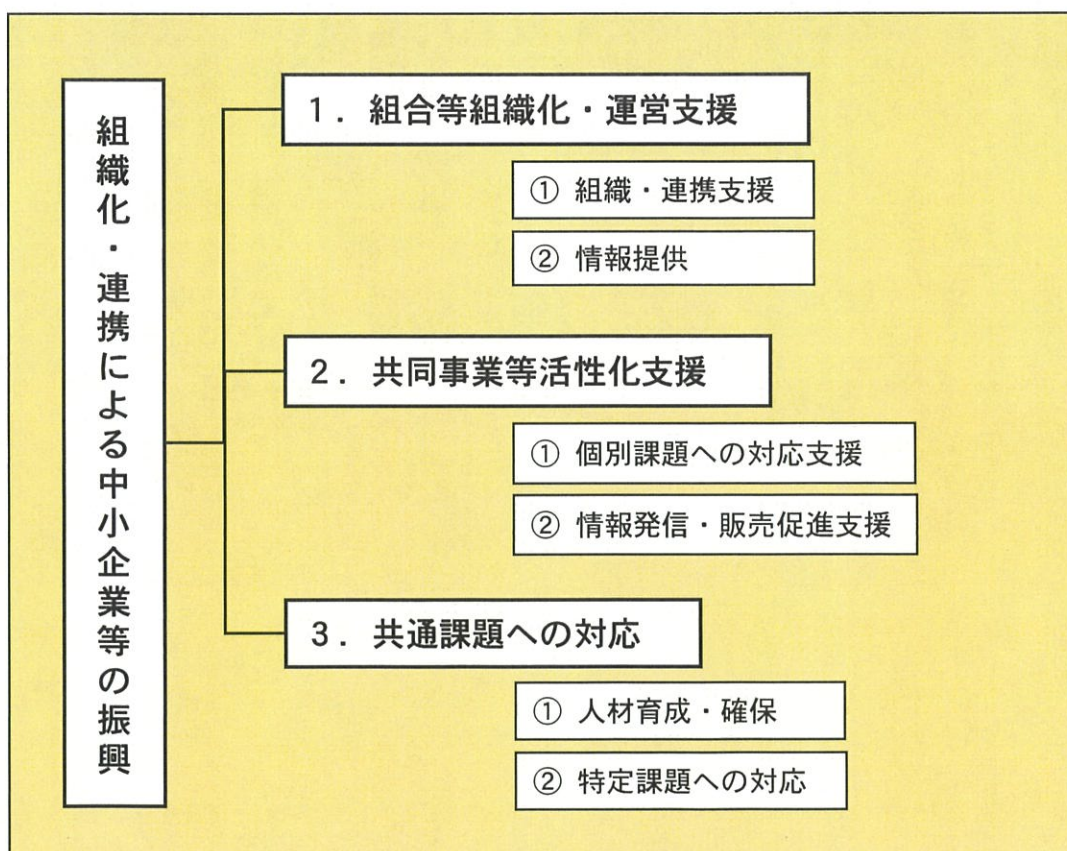 組織化・連携による中小企業等の振興
１．組合等組織化・運営支援
① 組織・連携支援
② 情報提供
２．共同事業等活性化支援
① 個別課題への対応支援
② 情報発信・販売促進支援
３．共通課題への対応
① 人材育成・確保
② 特定課題への対応